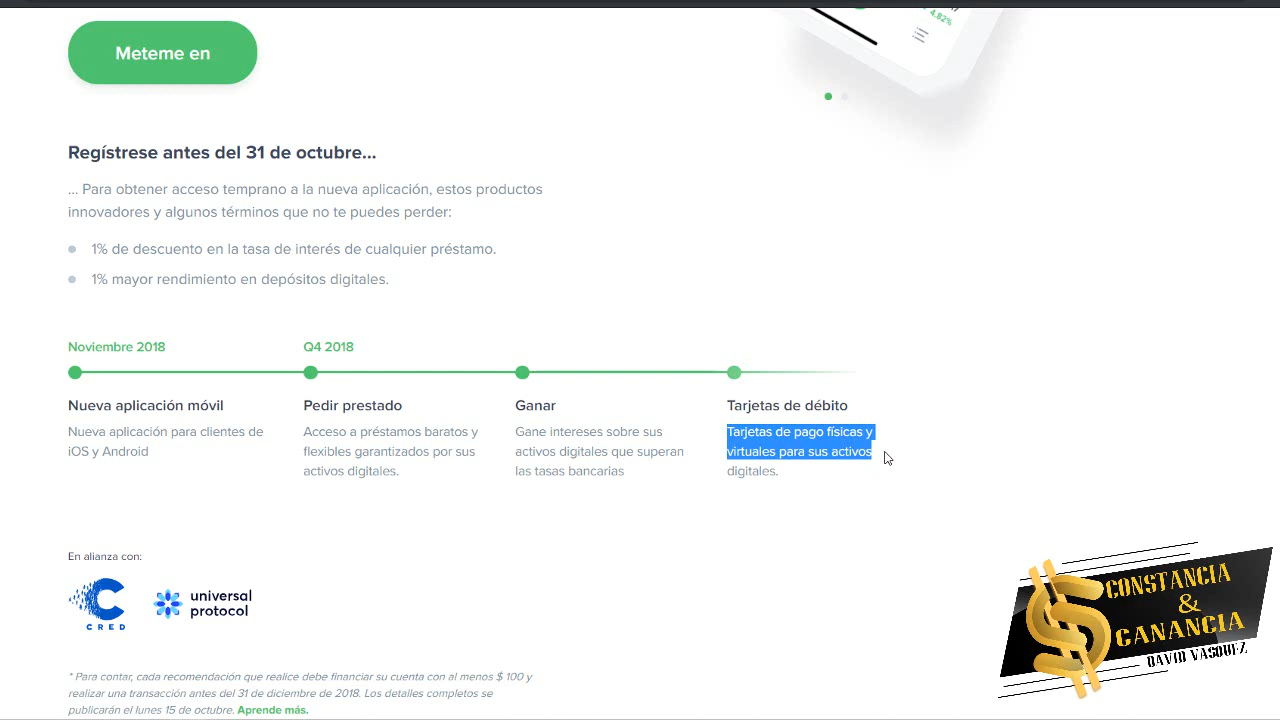 4.82%
Meteme en
Regístrese antes del 31 de octubre...
... Para obtener acceso temprano a la nueva aplicación, estos productos
innovadores y algunos términos que no te puedes perder:
1% de descuento en la tasa de interés de cualquier préstamo.
1% mayor rendimiento en depósitos digitales.
Noviembre 2018
Q4 2018
Nueva aplicación móvil
Nueva aplicación para clientes de
iOS y Android
Pedir prestado
Acceso a préstamos baratos y
flexibles garantizados por sus
activos digitales.
Ganar
Gane intereses sobre sus
activos digitales que superan
las tasas bancarias
Tarjetas de débito
Tarjetas de pago físicas y
virtuales para sus activos
digitales.
En alianza con:
CRED
universal
protocol
CONSTANCIA
&
GANANCIA
DAVID VASQUEZ
* Para contar, cada recomendación que realice debe financiar su cuenta con al menos $ 100 y
realizar una transacción antes del 31 de diciembre de 2018. Los detalles completos se
publicarán el lunes 15 de octubre. Aprende más.